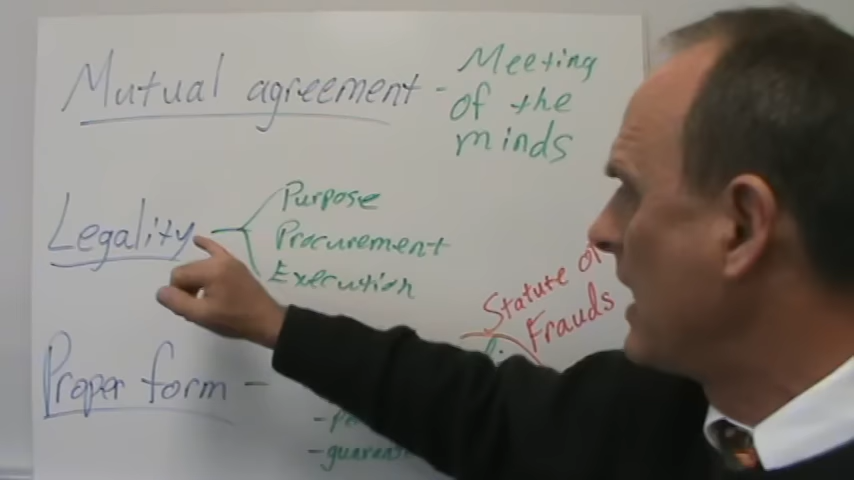 Mutual agreement - Meeting
of the
minds
Legality
Purpose
Procurement
Execution
Statute of
Frauds
Proper form -